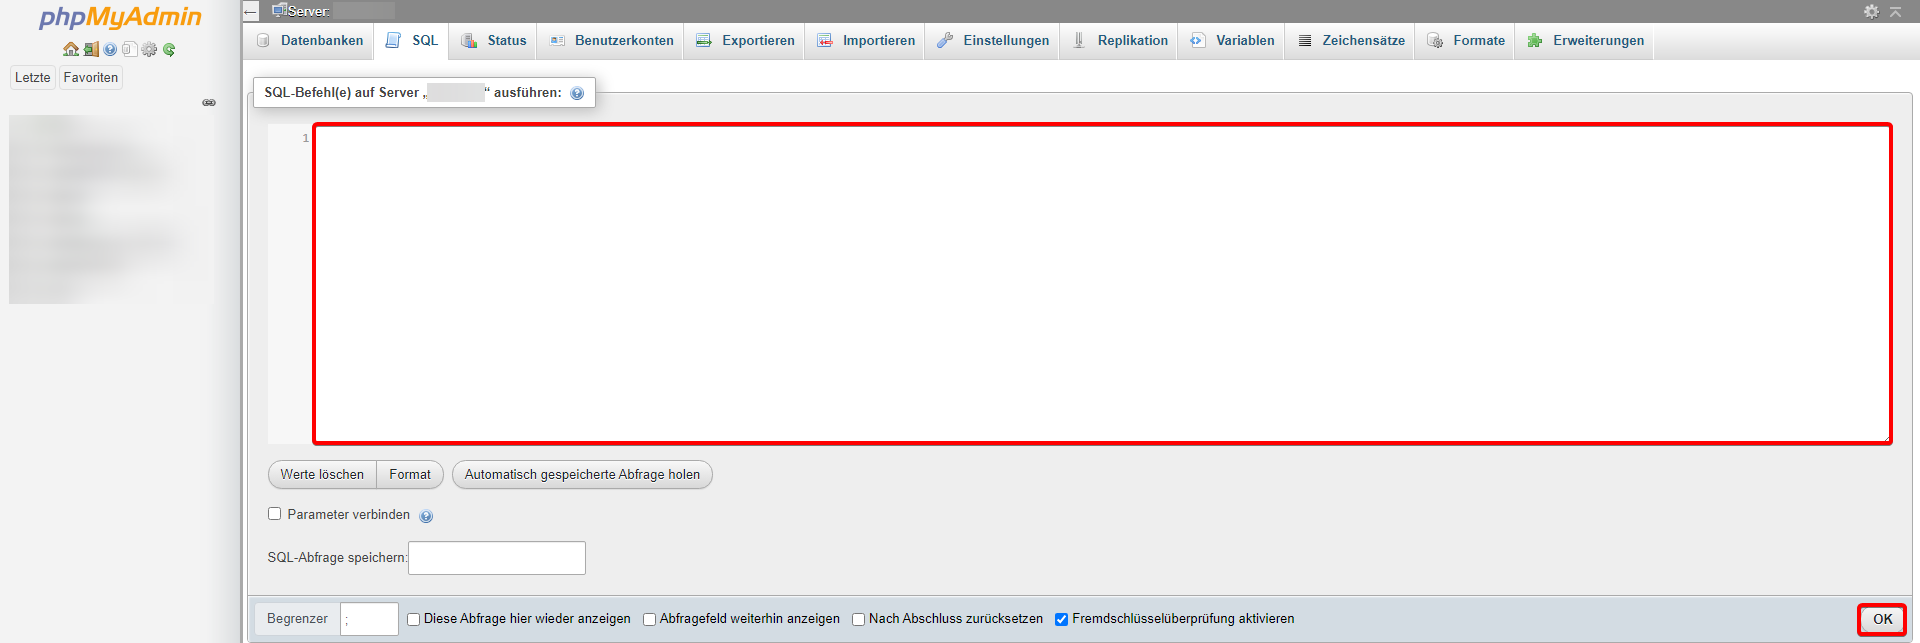 phpMyAdmin
Letzte Favoriten
Server:
Datenbanken SQL Status Benutzerkonten Exportieren Importieren Einstellungen Replikation Variablen Zeichensätze Formate Erweiterungen
SQL-Befehl(e) auf Server „ “ ausführen:
1
Werte löschen Format Automatisch gespeicherte Abfrage holen
Parameter verbinden
SQL-Abfrage speichern:
Begrenzer ; Diese Abfrage hier wieder anzeigen Abfragefeld weiterhin anzeigen Nach Abschluss zurücksetzen Fremdschlüsselüberprüfung aktivieren OK